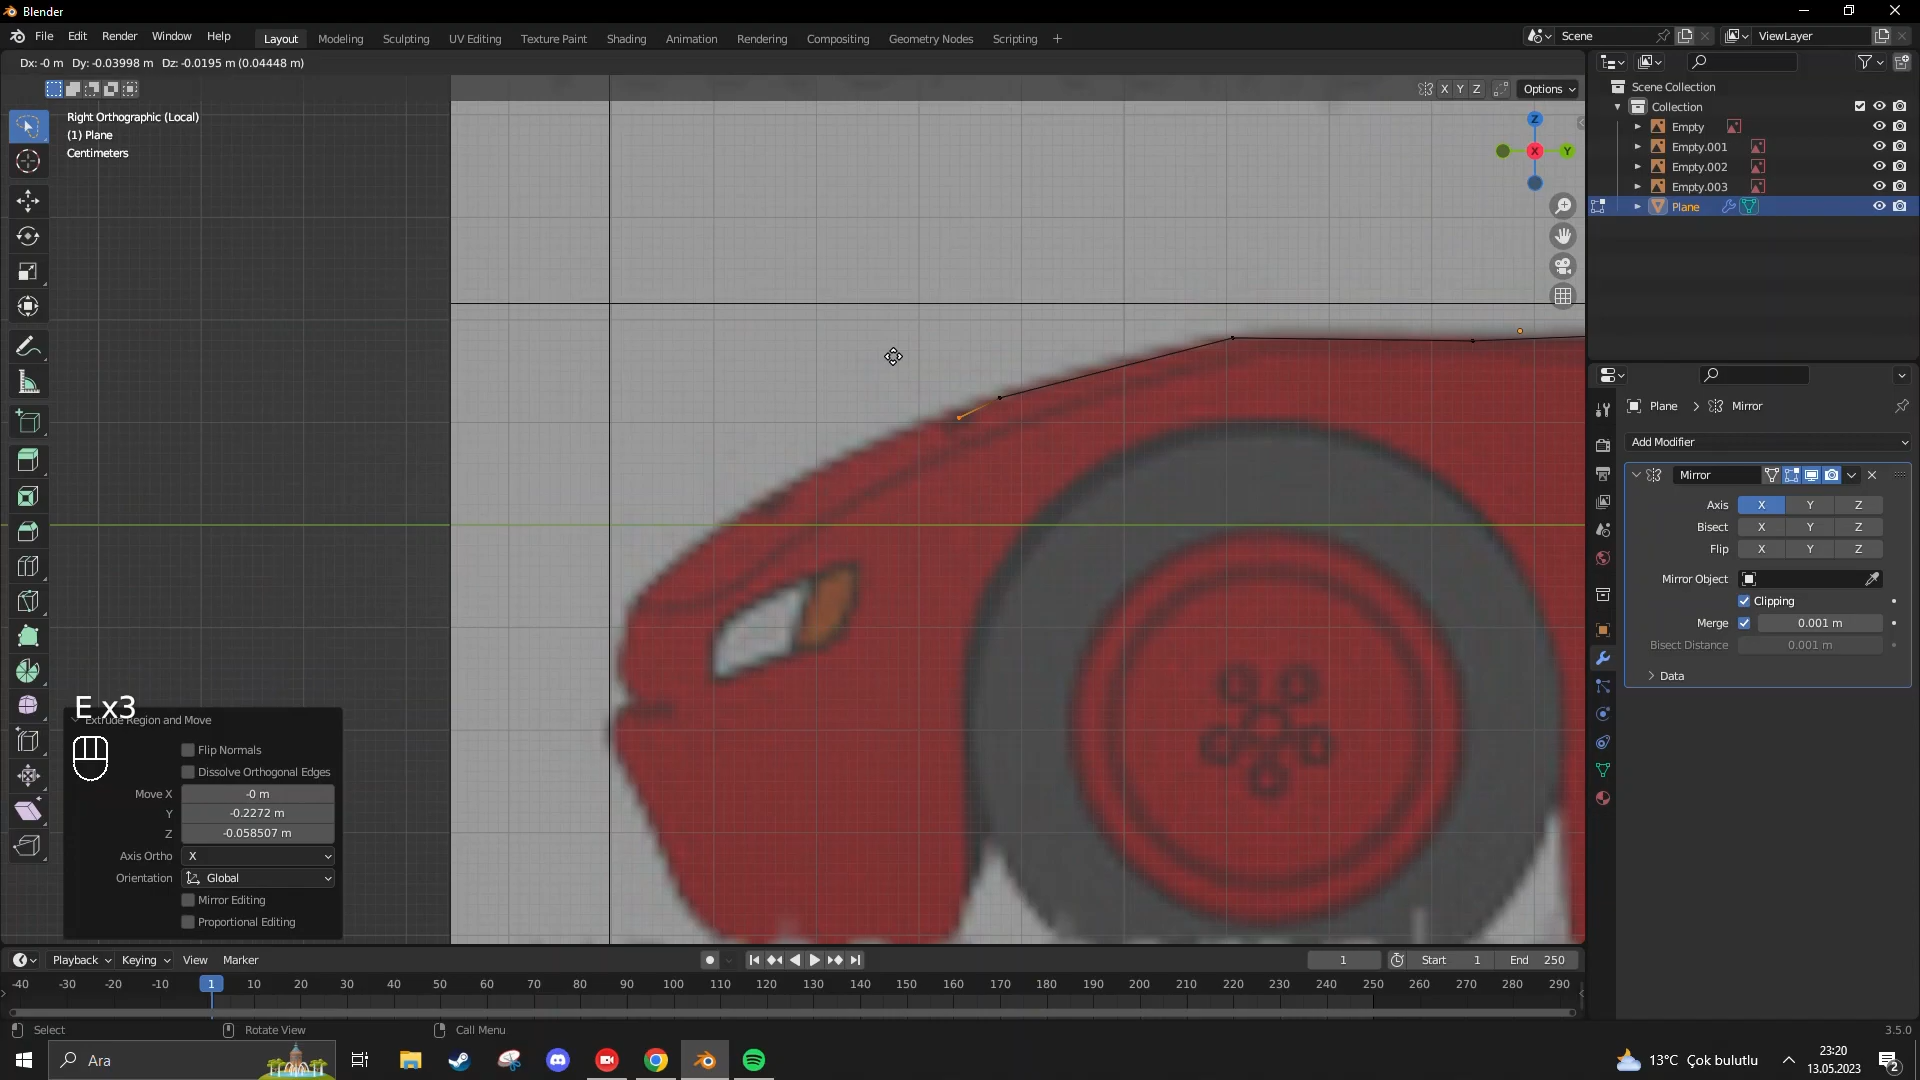 Blender
File Edit Render Window Help Layout Modeling Sculpting UV Editing Texture Paint Shading Animation Rendering Compositing Geometry Nodes Scripting + Scene ViewLayer
Dx: -0 m Dy: -0.03998 m Dz: -0.0195 m (0.04448 m)
X Y Z Options
Right Orthographic (Local)
(1) Plane
Centimeters
Z
X Y
Scene Collection
Collection
Empty
Empty.001
Empty.002
Empty.003
Plane
Plane > Mirror
Add Modifier
Mirror
Axis X Y Z
Bisect X Y Z
Flip X Y Z
Mirror Object
Clipping
Merge 0.001 m
Bisect Distance 0.001 m
Data
E x3
Extrude Region and Move
Flip Normals
Dissolve Orthogonal Edges
Move X -0 m
Y -0.2272 m
Z -0.058507 m
Axis Ortho X
Orientation Global
Mirror Editing
Proportional Editing
Playback Keying View Marker 1 Start 1 End 250
-40 -30 -20 -10 1 10 20 30 40 50 60 70 80 90 100 110 120 130 140 150 160 170 180 190 200 210 220 230 240 250 260 270 280 290
Select Rotate View Call Menu 3.5.0
Ara 13°C Çok bulutlu 23:20
13.05.2023 2